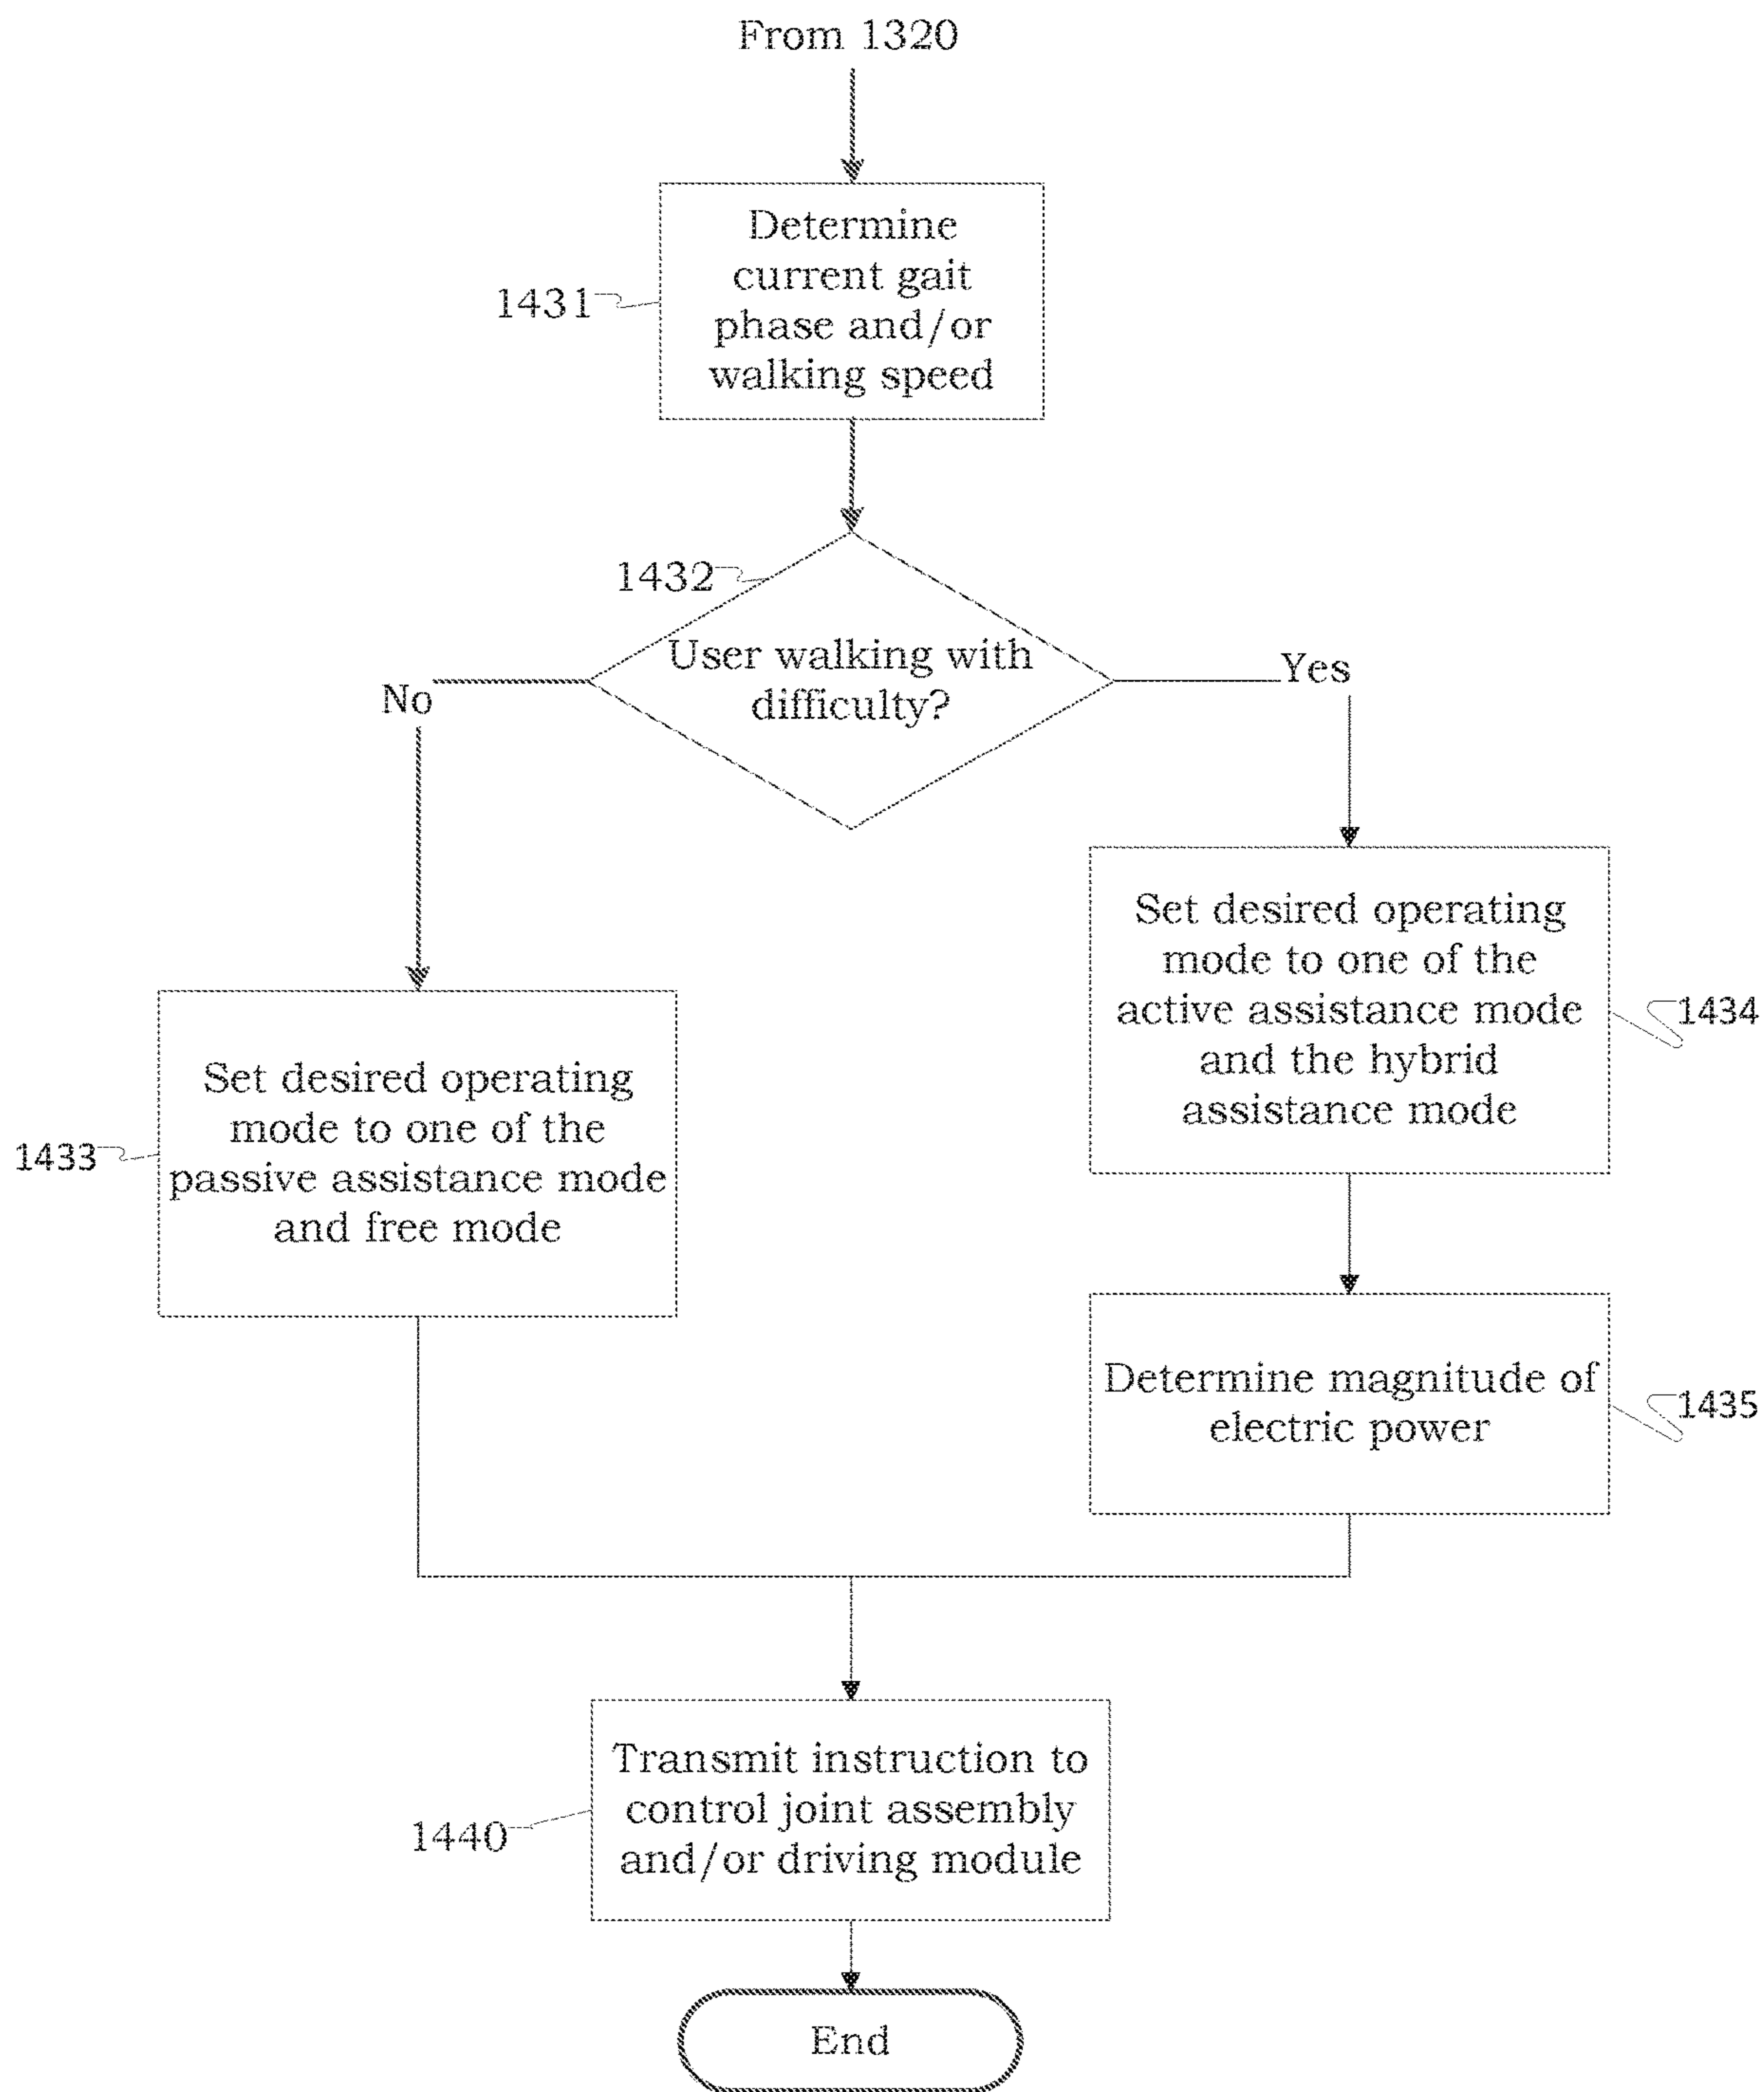 From 1320
Determine
current gait
phase and/or
walking speed
1431
1432
User walking with
difficulty?
No
Yes
Set desired operating
mode to one of the
active assistance mode
and the hybrid
assistance mode
1434
Set desired operating
mode to one of the
passive assistance mode
and free mode
1433
Determine magnitude of
electric power
1435
Transmit instruction to
control joint assembly
and/or driving module
1440
End